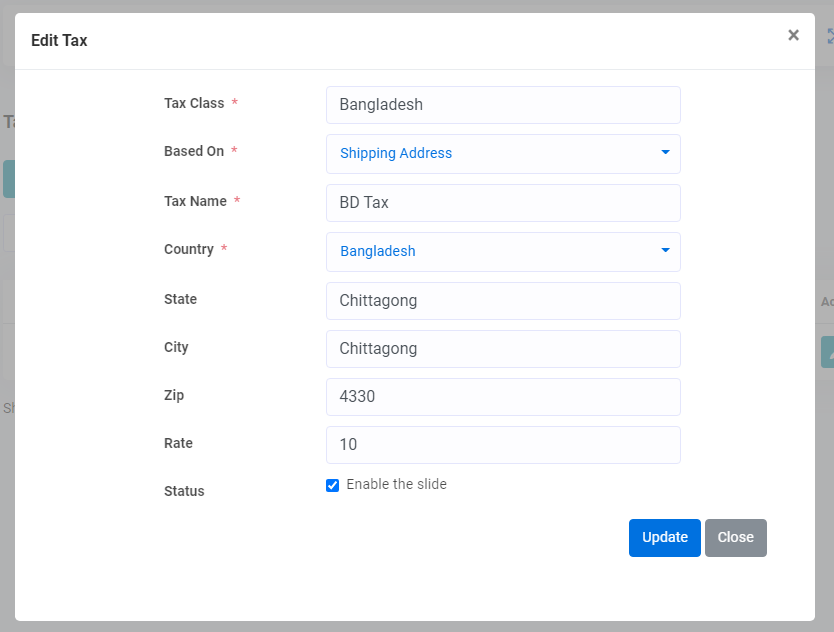 Edit Tax ×
Tax Class * Bangladesh
Based On * Shipping Address
Tax Name * BD Tax
Country * Bangladesh
State Chittagong
City Chittagong
Zip 4330
Rate 10
Status Enable the slide
Update Close